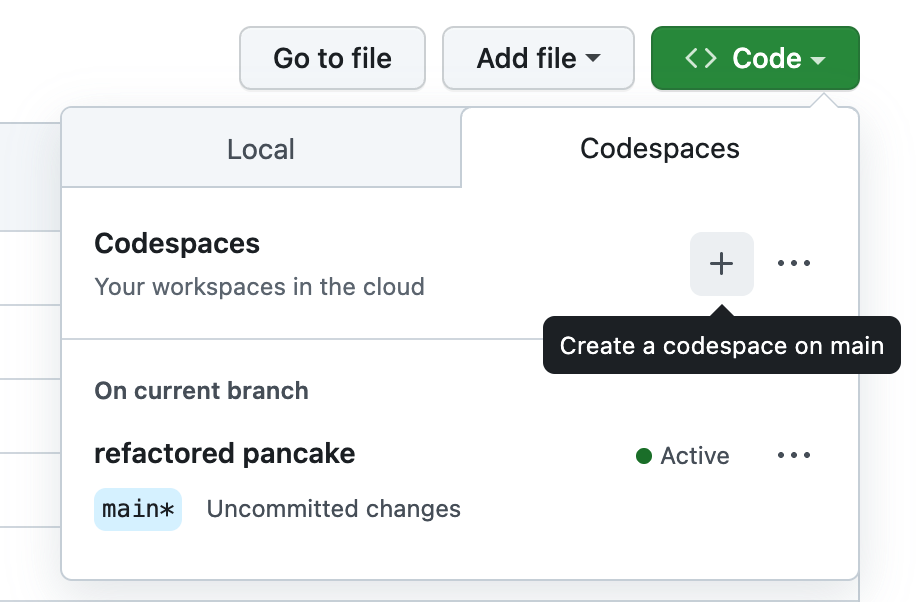 Go to file
Add file
Code
Local
Codespaces
Codespaces
Your workspaces in the cloud
Create a codespace on main
On current branch
refactored pancake
Active
main*
Uncommitted changes